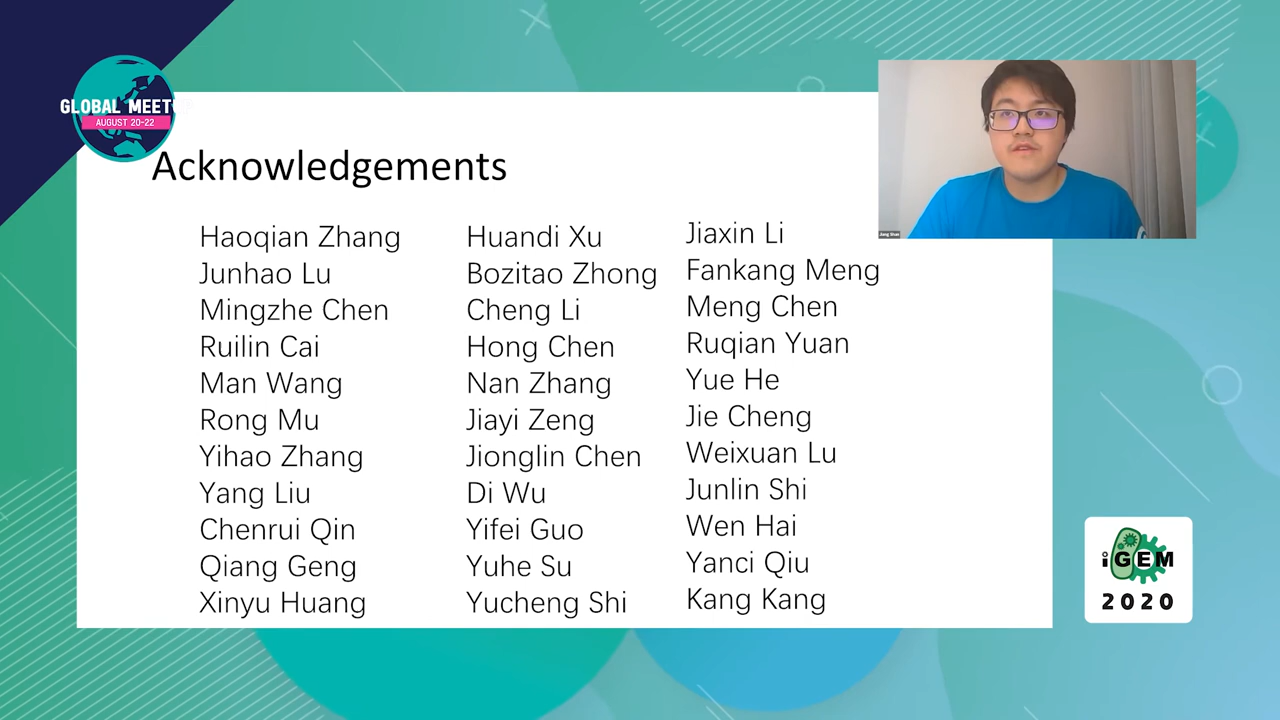 GLOBAL MEET
AUGUST 20-22
Acknowledgements
Haoqian Zhang
Junhao Lu
Mingzhe Chen
Ruilin Cai
Man Wang
Rong Mu
Yihao Zhang
Yang Liu
Chenrui Qin
Qiang Geng
Xinyu Huang
Huandi Xu
Bozitao Zhong
Cheng Li
Hong Chen
Nan Zhang
Jiayi Zeng
Jionglin Chen
Di Wu
Yifei Guo
Yuhe Su
Yucheng Shi
Jiaxin Li
Fankang Meng
Meng Chen
Ruqian Yuan
Yue He
Jie Cheng
Weixuan Lu
Junlin Shi
Wen Hai
Yanci Qiu
Kang Kang
iGEM
2020